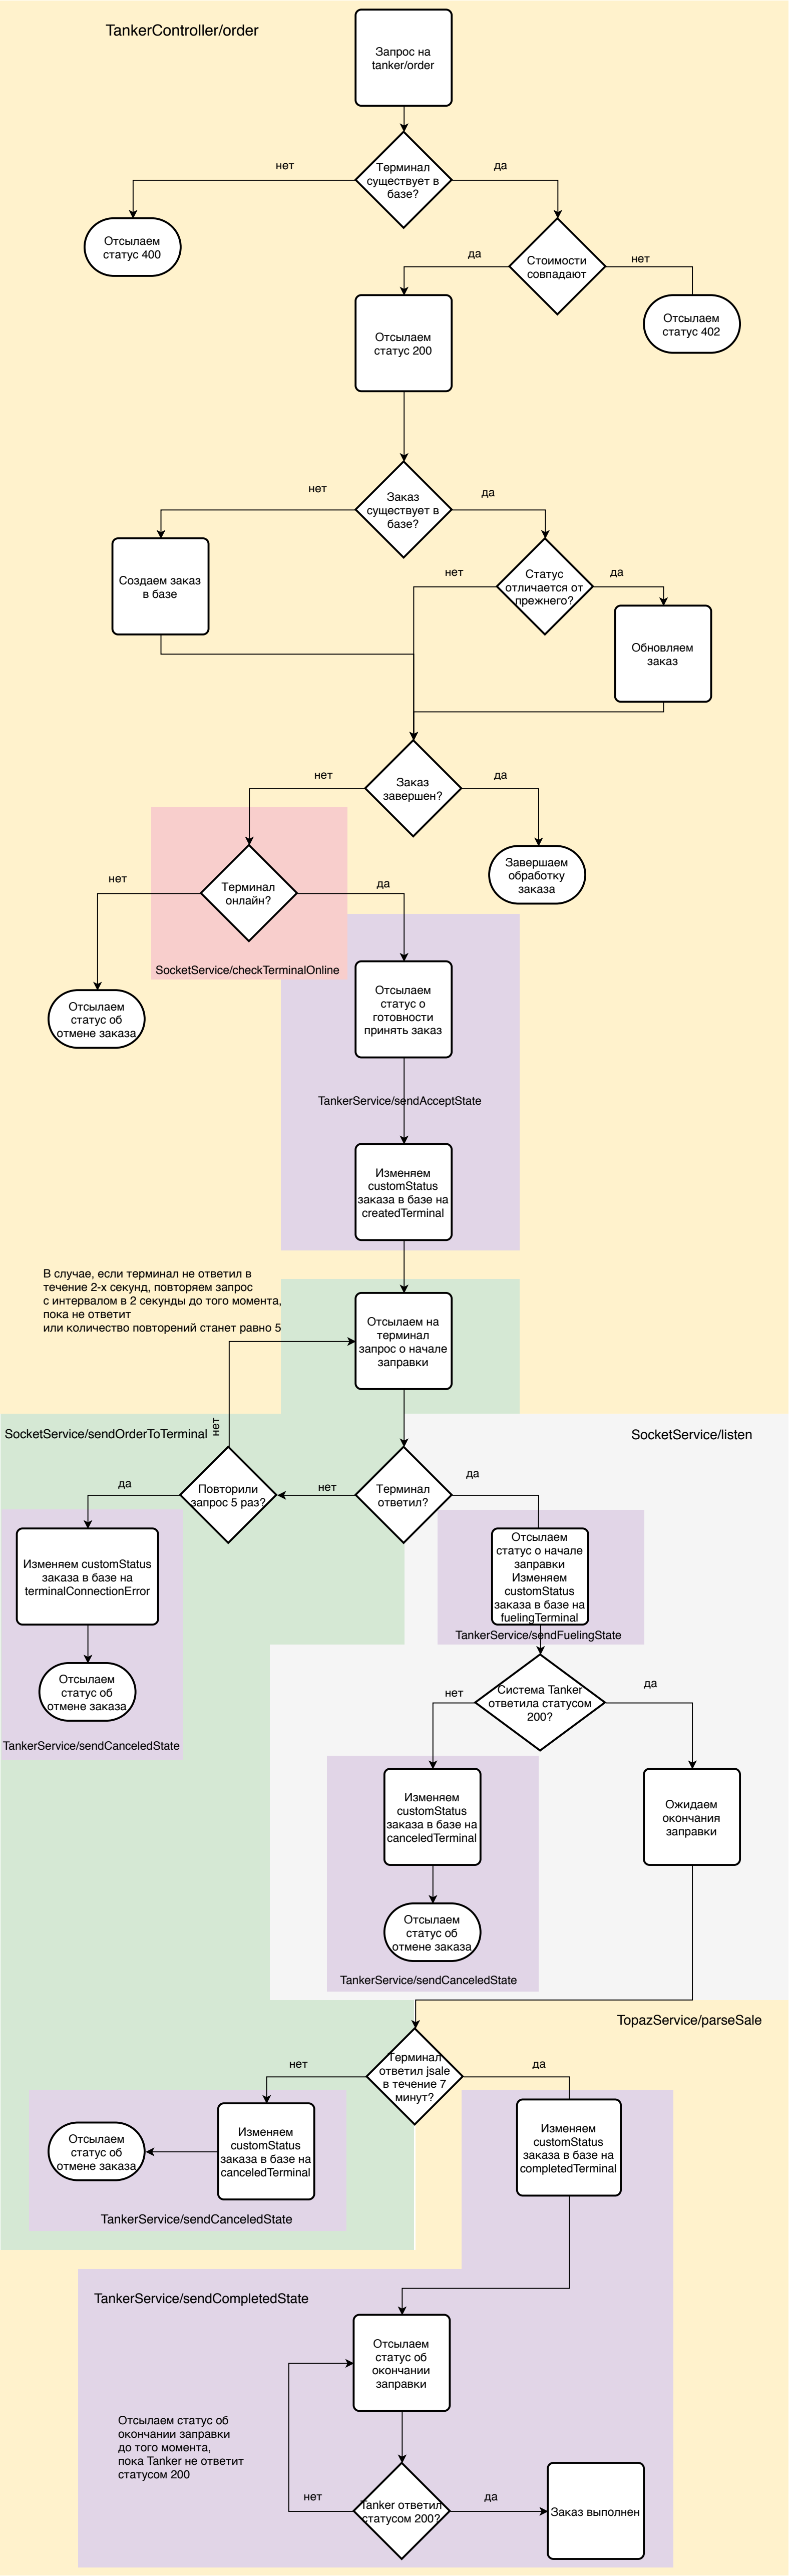 TankerController/order
Запрос на
tanker/order
Терминал
существует в
базе?
нет
да
Отсылаем
статус 400
Стоимости
совпадают
да
нет
Отсылаем
статус 200
Отсылаем
статус 402
Заказ
существует в
базе?
нет
да
Создаем заказ
в базе
Статус
отличается от
прежнего?
нет
да
Обновляем
заказ
Заказ
завершен?
нет
да
Завершаем
обработку
заказа
Терминал
онлайн?
нет
да
SocketService/checkTerminalOnline
Отсылаем
статус об
отмене заказа
Отсылаем
статус о
готовности
принять заказ
TankerService/sendAcceptState
Изменяем
customStatus
заказа в базе на
createdTerminal
В случае, если терминал не ответил в
течение 2-х секунд, повторяем запрос
с интервалом в 2 секунды до того момента,
пока не ответит
или количество повторений станет равно 5
Отсылаем на
терминал
запрос о начале
заправки
SocketService/sendOrderToTerminal
нет
SocketService/listen
Повторили
запрос 5 раз?
да
нет
Терминал
ответил?
да
Изменяем customStatus
заказа в базе на
terminalConnectionError
Отсылаем
статус о начале
заправки
Изменяем
customStatus
заказа в базе на
fuelingTerminal
TankerService/sendFuelingState
Отсылаем
статус об
отмене заказа
TankerService/sendCanceledState
Система Tanker
ответила статусом
200?
нет
да
Изменяем
customStatus
заказа в базе на
canceledTerminal
Ожидаем
окончания
заправки
Отсылаем
статус об
отмене заказа
TankerService/sendCanceledState
TopazService/parseSale
Терминал
ответил jsale
в течение 7
минут?
нет
да
Отсылаем
статус об
отмене заказа
Изменяем
customStatus
заказа в базе на
canceledTerminal
TankerService/sendCanceledState
Изменяем
customStatus
заказа в базе на
completedTerminal
TankerService/sendCompletedState
Отсылаем
статус об
окончании
заправки
Отсылаем статус об
окончании заправки
до того момента,
пока Tanker не ответит
статусом 200
нет
Tanker ответил
статусом 200?
да
Заказ выполнен